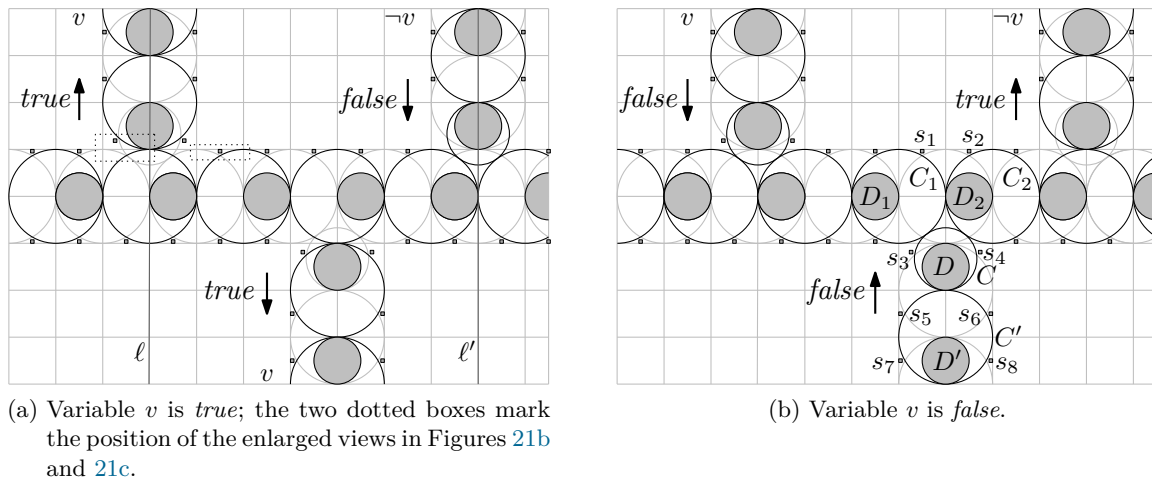 v
¬v
true
false
true
ℓ
ℓ′
v
(a) Variable v is true; the two dotted boxes mark
the position of the enlarged views in Figures 21b
and 21c.
v
¬v
false
true
s₁ s₂
C₁ C₂
D₁ D₂
s₃ D s₄
C
false
s₅ s₆
C′
s₇ D′ s₈
(b) Variable v is false.